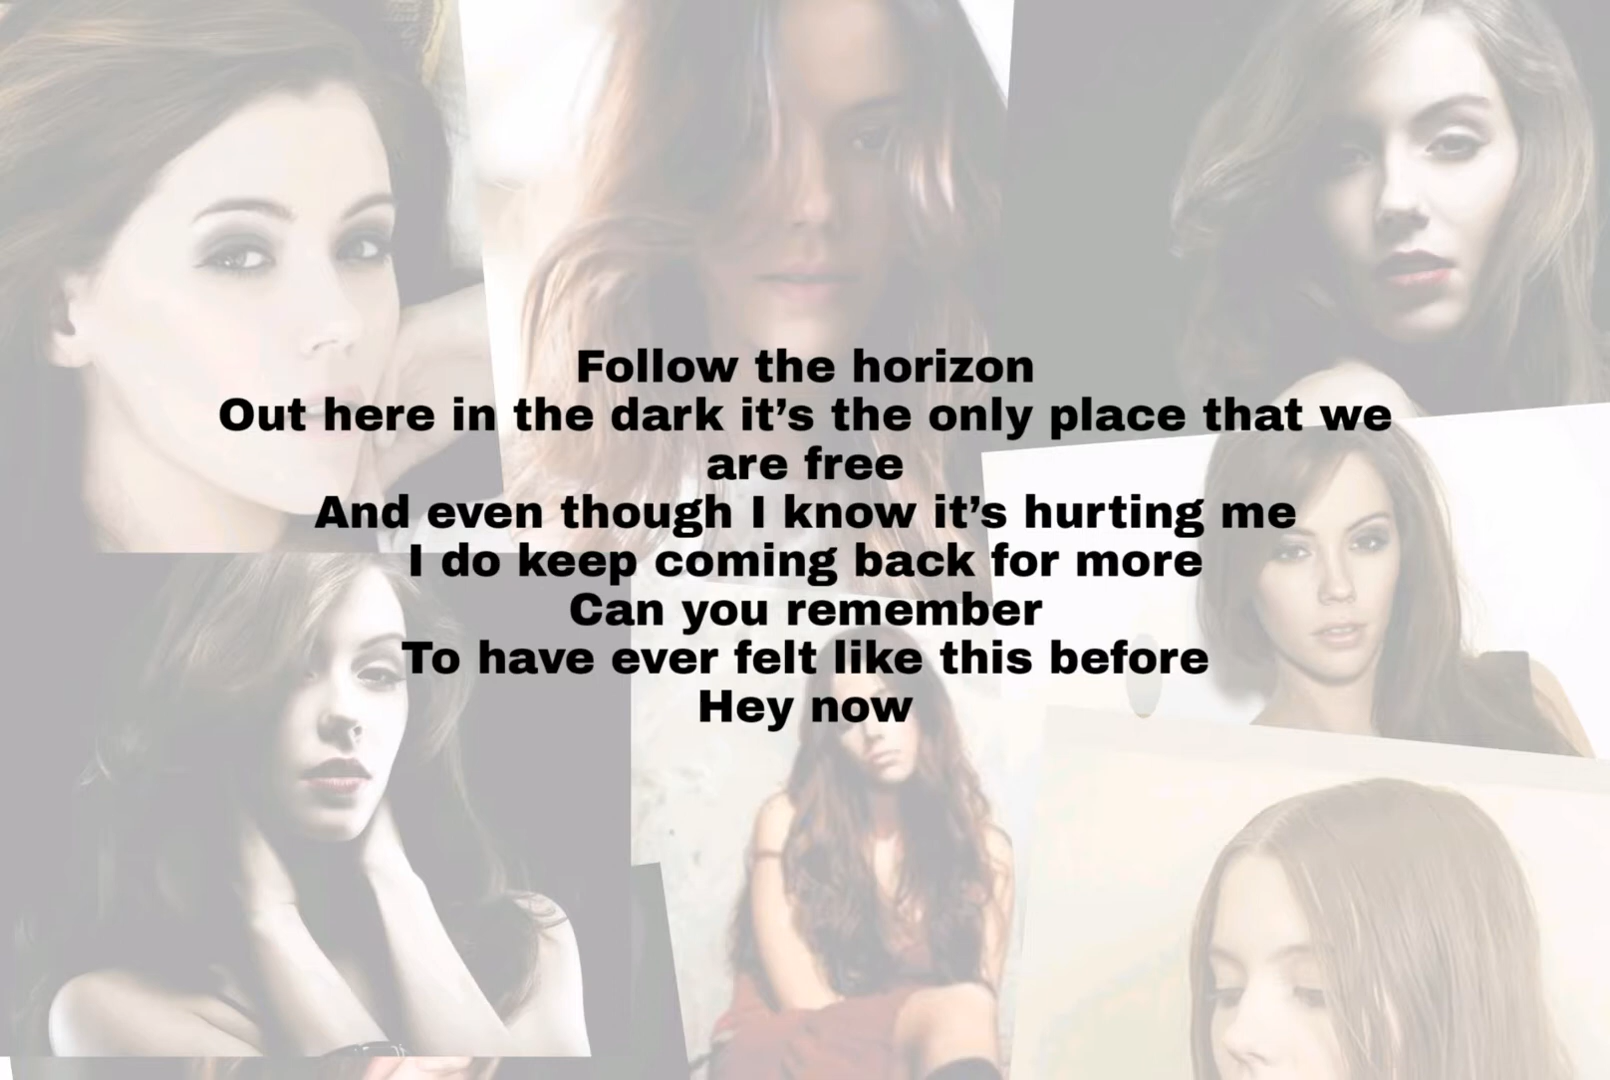 Follow the horizon
Out here in the dark it’s the only place that we
are free
And even though I know it’s hurting me
I do keep coming back for more
Can you remember
To have ever felt like this before
Hey now